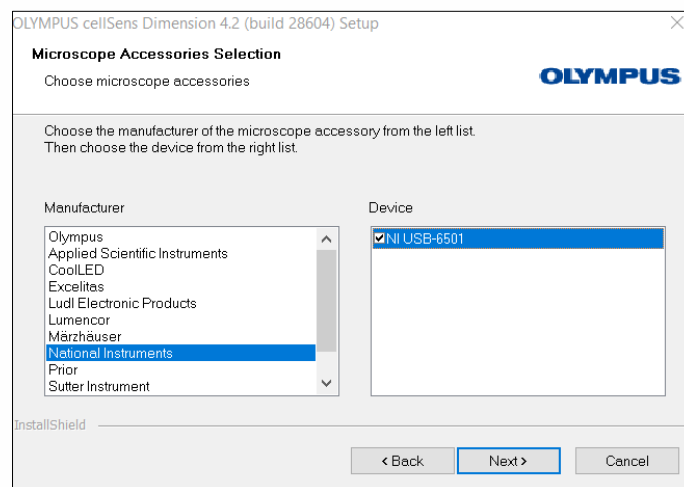 OLYMPUS cellSens Dimension 4.2 (build 28604) Setup
Microscope Accessories Selection
Choose microscope accessories
OLYMPUS
Choose the manufacturer of the microscope accessory from the left list.
Then choose the device from the right list.
Manufacturer
Device
Olympus
Applied Scientific Instruments
CoolLED
Excelitas
Ludl Electronic Products
Lumencor
Märzhäuser
National Instruments
Prior
Sutter Instrument
NI USB-6501
InstallShield
< Back
Next >
Cancel